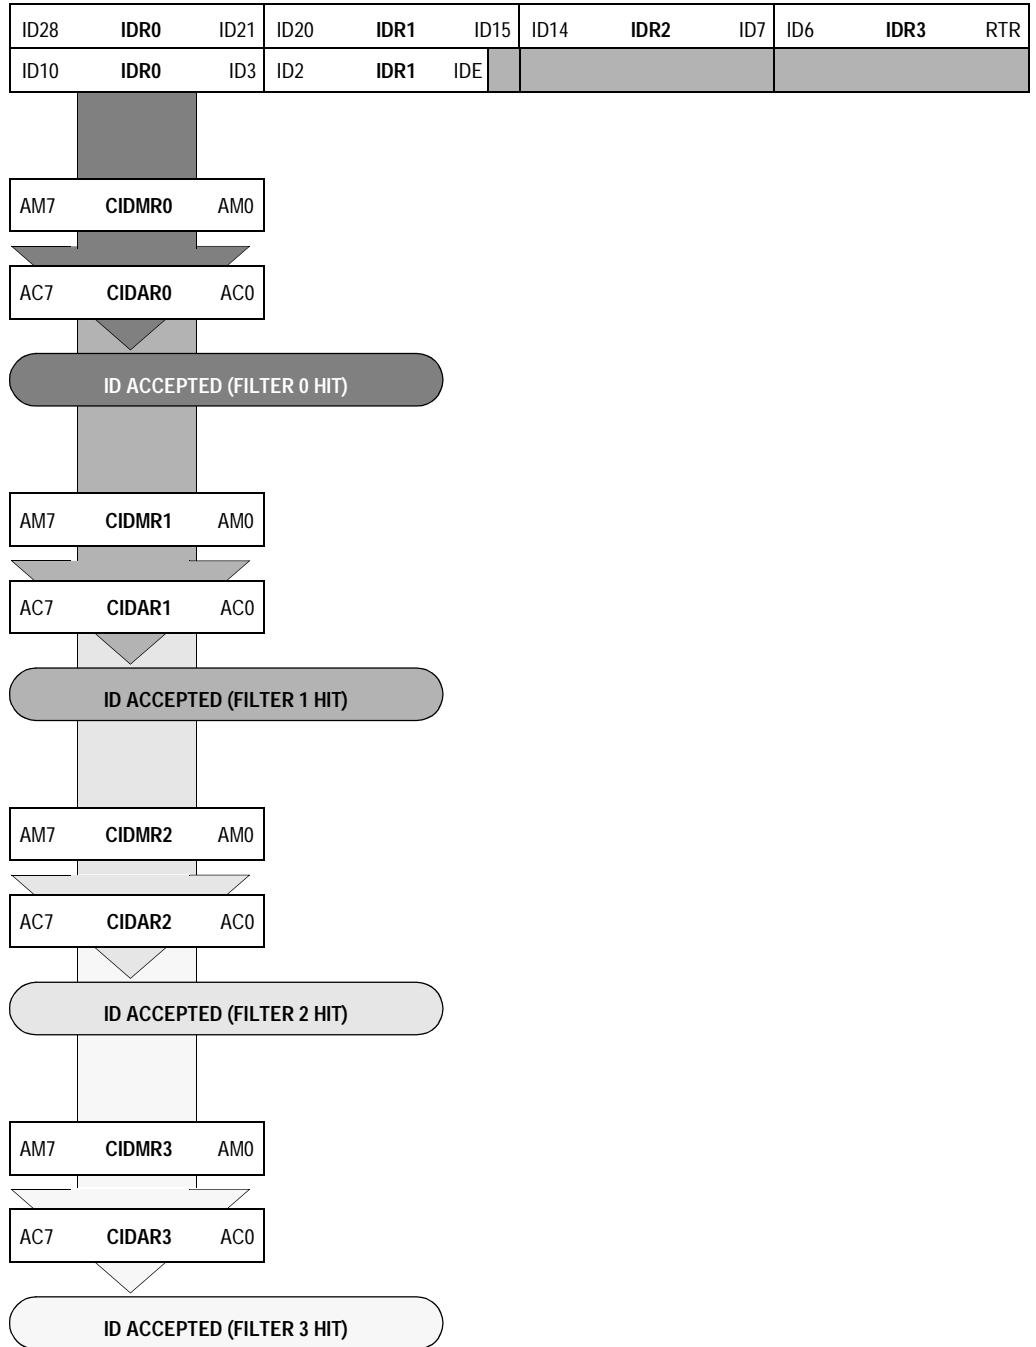 ID28 IDR0 ID21 ID20 IDR1 ID15 ID14 IDR2 ID7 ID6 IDR3 RTR
ID10 IDR0 ID3 ID2 IDR1 IDE
AM7 CIDMR0 AM0
AC7 CIDAR0 AC0
ID ACCEPTED (FILTER 0 HIT)
AM7 CIDMR1 AM0
AC7 CIDAR1 AC0
ID ACCEPTED (FILTER 1 HIT)
AM7 CIDMR2 AM0
AC7 CIDAR2 AC0
ID ACCEPTED (FILTER 2 HIT)
AM7 CIDMR3 AM0
AC7 CIDAR3 AC0
ID ACCEPTED (FILTER 3 HIT)